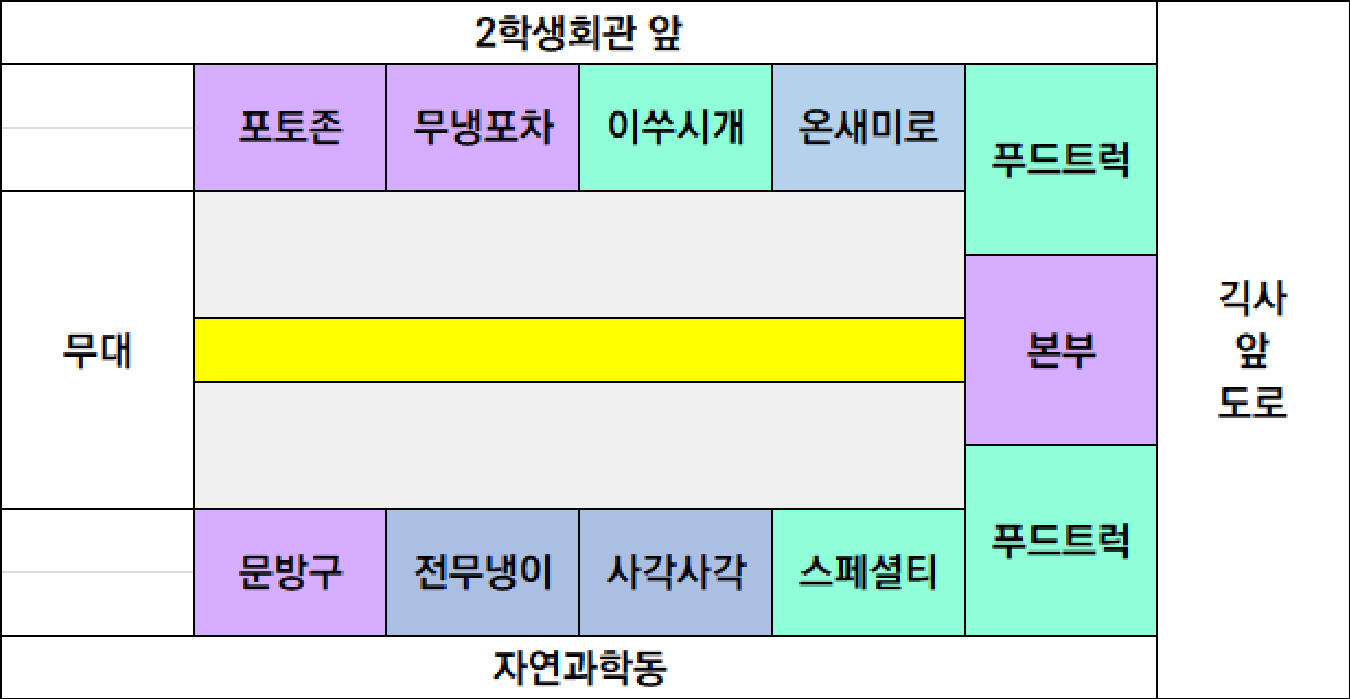 2학생회관 앞
포토존
무냉포차
이쑤시개
온새미로
푸드트럭
무대
본부
긱사
앞
도로
문방구
전무냉이
사각사각
스페셜티
푸드트럭
자연과학동